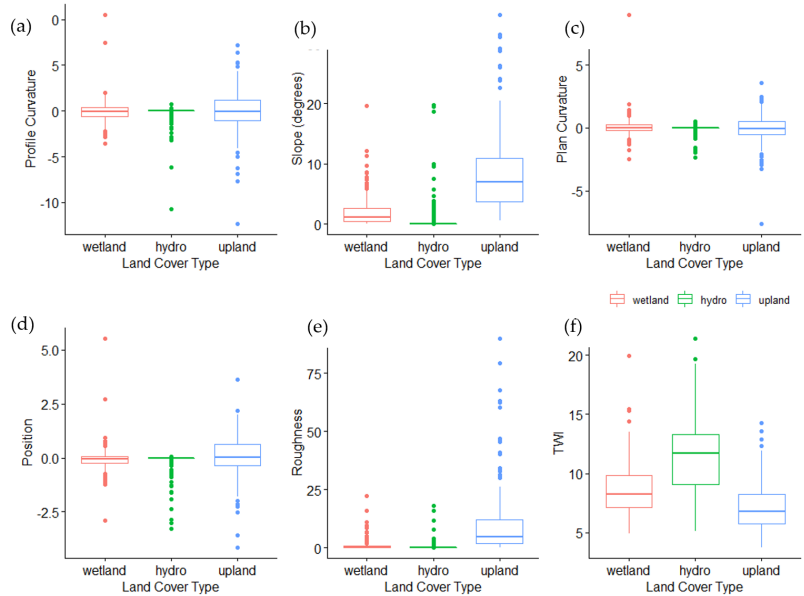 (a)
Profile Curvature
0
5
0
-5
-10
wetland hydro upland
Land Cover Type
(b)
Slope (degrees)
20
10
0
wetland hydro upland
Land Cover Type
(c)
Plan Curvature
5
0
-5
wetland hydro upland
Land Cover Type
wetland hydro upland
(d)
Position
5.0
2.5
0.0
-2.5
wetland hydro upland
Land Cover Type
(e)
Roughness
75
50
25
0
wetland hydro upland
Land Cover Type
(f)
TWI
20
15
10
5
wetland hydro upland
Land Cover Type